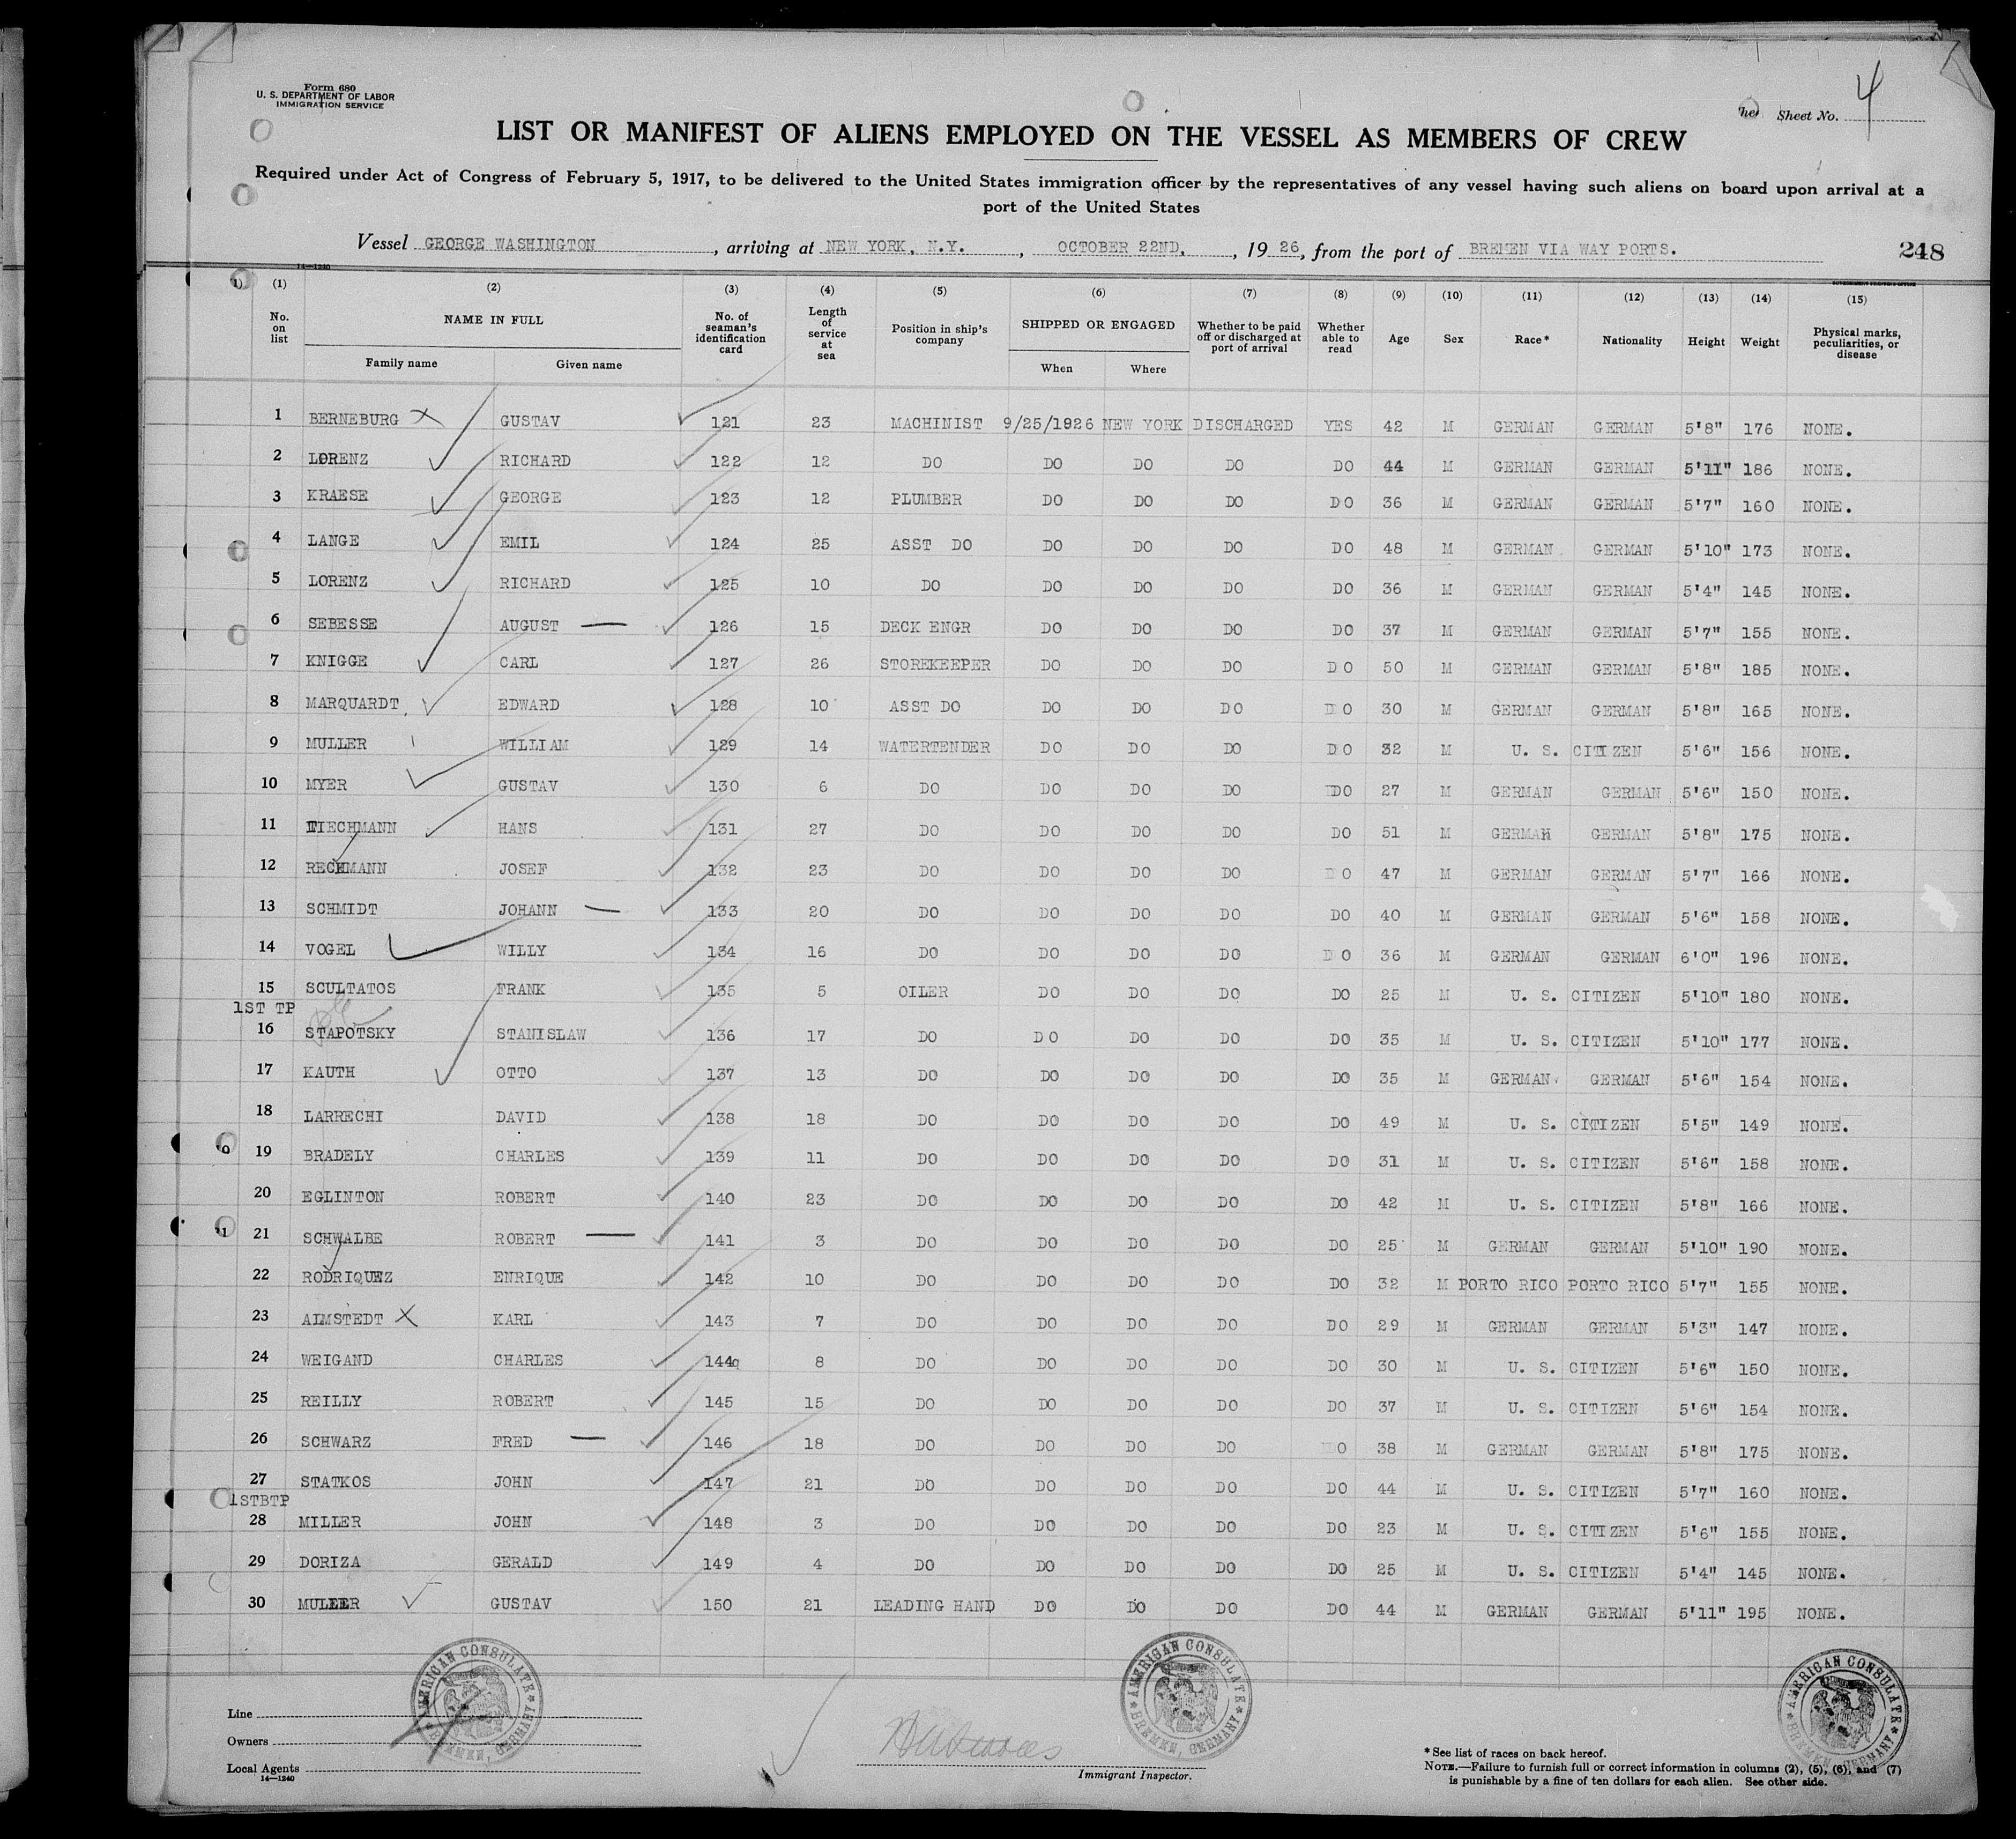 Form 680
U. S. DEPARTMENT OF LABOR
IMMIGRATION SERVICE
Sheet No. 4
LIST OR MANIFEST OF ALIENS EMPLOYED ON THE VESSEL AS MEMBERS OF CREW
Required under Act of Congress of February 5, 1917, to be delivered to the United States immigration officer by the representatives of any vessel having such aliens on board upon arrival at a
port of the United States
Vessel GEORGE WASHINGTON, arriving at NEW YORK, N.Y., OCTOBER 22ND, 1926, from the port of BREMEN VIA WAY PORTS. 248
14—1240
(1) (2) (3) (4) (5) (6) (7) (8) (9) (10) (11) (12) (13) (14) (15)
No. on list NAME IN FULL Family name Given name No. of seaman's identification card Length of service at sea Position in ship's company SHIPPED OR ENGAGED When Where Whether to be paid off or discharged at port of arrival Whether able to read Age Sex Race* Nationality Height Weight Physical marks, peculiarities, or disease
1 BERNEBURG X GUSTAV 121 23 MACHINIST 9/25/1926 NEW YORK DISCHARGED YES 42 M GERMAN GERMAN 5'8" 176 NONE.
2 LORENZ RICHARD 122 12 DO DO DO DO DO 44 M GERMAN GERMAN 5'11" 186 NONE.
3 KRAESE GEORGE 123 12 PLUMBER DO DO DO DO 36 M GERMAN GERMAN 5'7" 160 NONE.
4 LANGE EMIL 124 25 ASST DO DO DO DO DO 48 M GERMAN GERMAN 5'10" 173 NONE.
5 LORENZ RICHARD 125 10 DO DO DO DO DO 36 M GERMAN GERMAN 5'4" 145 NONE.
6 SEBESSE AUGUST — 126 15 DECK ENGR DO DO DO DO 37 M GERMAN GERMAN 5'7" 155 NONE.
7 KNIGGE CARL 127 26 STOREKEEPER DO DO DO DO 50 M GERMAN GERMAN 5'8" 185 NONE.
8 MARQUARDT EDWARD 128 10 ASST DO DO DO DO DO 30 M GERMAN GERMAN 5'8" 165 NONE.
9 MULLER WILLIAM 129 14 WATERTENDER DO DO DO DO 32 M U. S. CITIZEN 5'6" 156 NONE.
10 MYER GUSTAV 130 6 DO DO DO DO DO 27 M GERMAN GERMAN 5'6" 150 NONE.
11 TIECHMANN HANS 131 27 DO DO DO DO DO 51 M GERMAN GERMAN 5'8" 175 NONE.
12 RECHMANN JOSEF 132 23 DO DO DO DO DO 47 M GERMAN GERMAN 5'7" 166 NONE.
13 SCHMIDT JOHANN — 133 20 DO DO DO DO DO 40 M GERMAN GERMAN 5'6" 158 NONE.
14 VOGEL WILLY 134 16 DO DO DO DO DO 36 M GERMAN GERMAN 6'0" 196 NONE.
15 SCULTATOS FRANK 135 5 OILER DO DO DO DO 25 M U. S. CITIZEN 5'10" 180 NONE.
1ST TP
16 STAPOTSKY STANISLAW 136 17 DO DO DO DO DO 35 M U. S. CITIZEN 5'10" 177 NONE.
17 KAUTH OTTO 137 13 DO DO DO DO DO 35 M GERMAN GERMAN 5'6" 154 NONE.
18 LARRECHI DAVID 138 18 DO DO DO DO DO 49 M U. S. CITIZEN 5'5" 149 NONE.
19 BRADELY CHARLES 139 11 DO DO DO DO DO 31 M U. S. CITIZEN 5'6" 158 NONE.
20 EGLINTON ROBERT 140 23 DO DO DO DO DO 42 M U. S. CITIZEN 5'8" 166 NONE.
21 SCHWALBE ROBERT — 141 3 DO DO DO DO DO 25 M GERMAN GERMAN 5'10" 190 NONE.
22 RODRIQUEZ ENRIQUE 142 10 DO DO DO DO DO 32 M PORTO RICO PORTO RICO 5'7" 155 NONE.
23 ALMSTEDT X KARL 143 7 DO DO DO DO DO 29 M GERMAN GERMAN 5'3" 147 NONE.
24 WEIGAND CHARLES 144 8 DO DO DO DO DO 30 M U. S. CITIZEN 5'6" 150 NONE.
25 REILLY ROBERT 145 15 DO DO DO DO DO 37 M U. S. CITIZEN 5'6" 154 NONE.
26 SCHWARZ FRED — 146 18 DO DO DO DO DO 38 M GERMAN GERMAN 5'8" 175 NONE.
27 STATKOS JOHN 147 21 DO DO DO DO DO 44 M U. S. CITIZEN 5'7" 160 NONE.
1STBTP
28 MILLER JOHN 148 3 DO DO DO DO DO 23 M U. S. CITIZEN 5'6" 155 NONE.
29 DORIZA GERALD 149 4 DO DO DO DO DO 25 M U. S. CITIZEN 5'4" 145 NONE.
30 MULLER GUSTAV 150 21 LEADING HAND DO DO DO DO 44 M GERMAN GERMAN 5'11" 195 NONE.
AMERICAN CONSULATE BREMEN, GERMANY
AMERICAN CONSULATE BREMEN, GERMANY
AMERICAN CONSULATE BREMEN, GERMANY
Line
Owners
Local Agents
14—1240
Immigrant Inspector.
*See list of races on back hereof.
NOTE.—Failure to furnish full or correct information in columns (2), (5), (6), and (7)
is punishable by a fine of ten dollars for each alien. See other side.